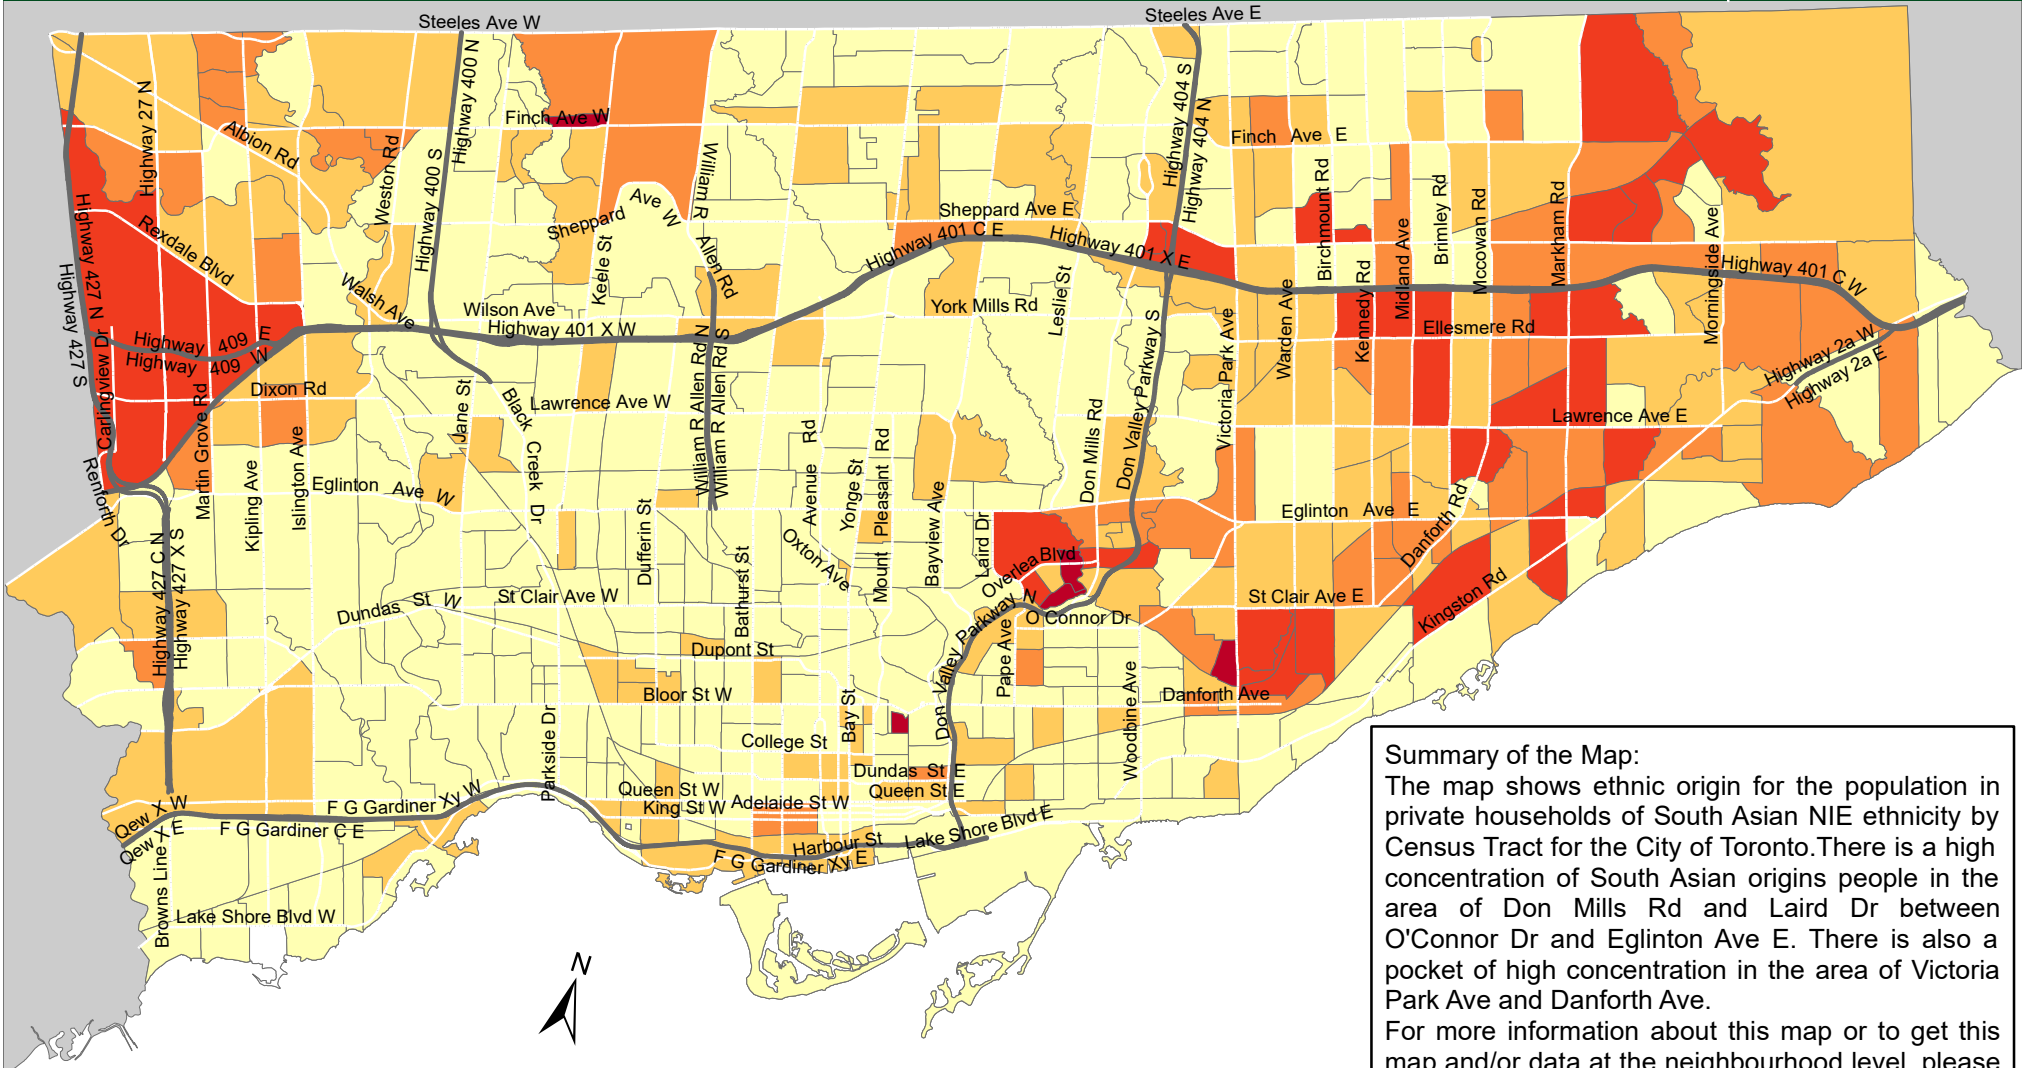 Steeles Ave W
Steeles Ave E
Highway 400 N
Highway 404 S
Highway 27 N
Finch Ave W
Highway 404 N
Albion Rd
Finch Ave E
Weston Rd
Highway 400 S
William R
Allen Rd
Birchmount Rd
Brimley Rd
Mccowan Rd
Markham Rd
Midland Ave
Morningside Ave
Sheppard Ave W
Sheppard Ave E
Highway 427 N
Rexdale Blvd
Keele St
Highway 401 C E
Highway 401 X E
Highway 401 C W
Highway 427 S
Walsh Ave
Wilson Ave
Highway 401 X W
York Mills Rd
Leslie St
Kennedy Rd
Warden Ave
Ellesmere Rd
Highway 409 E
Highway 409 W
Carlingview Dr
Martin Grove Rd
Dixon Rd
William R Allen Rd N
William R Allen Rd S
Don Valley Parkway S
Victoria Park Ave
Highway 2a W
Highway 2a E
Jane St
Black Creek Dr
Lawrence Ave W
Lawrence Ave E
Avenue Rd
Yonge St
Mount Pleasant Rd
Don Mills Rd
Renforth Dr
Kipling Ave
Islington Ave
Eglinton Ave W
Dufferin St
Bathurst St
Oxton Ave
Bayview Ave
Laird Dr
Eglinton Ave E
Danforth Rd
Highway 427 C N
Highway 427 X S
Overlea Blvd
Dundas St W
St Clair Ave W
St Clair Ave E
Kingston Rd
Don Valley Parkway N
O Connor Dr
Pape Ave
Dupont St
Woodbine Ave
Bloor St W
Danforth Ave
Parkside Dr
Bay St
College St
Dundas St E
Queen St W
Queen St E
King St W
Adelaide St W
Qew X W
Qew X E
F G Gardiner Xy W
F G Gardiner C E
Harbour St
Lake Shore Blvd E
F G Gardiner Xy E
Browns Line
Lake Shore Blvd W
N
Summary of the Map:
The map shows ethnic origin for the population in
private households of South Asian NIE ethnicity by
Census Tract for the City of Toronto.There is a high
concentration of South Asian origins people in the
area of Don Mills Rd and Laird Dr between
O'Connor Dr and Eglinton Ave E. There is also a
pocket of high concentration in the area of Victoria
Park Ave and Danforth Ave.
For more information about this map or to get this
map and/or data at the neighbourhood level, please